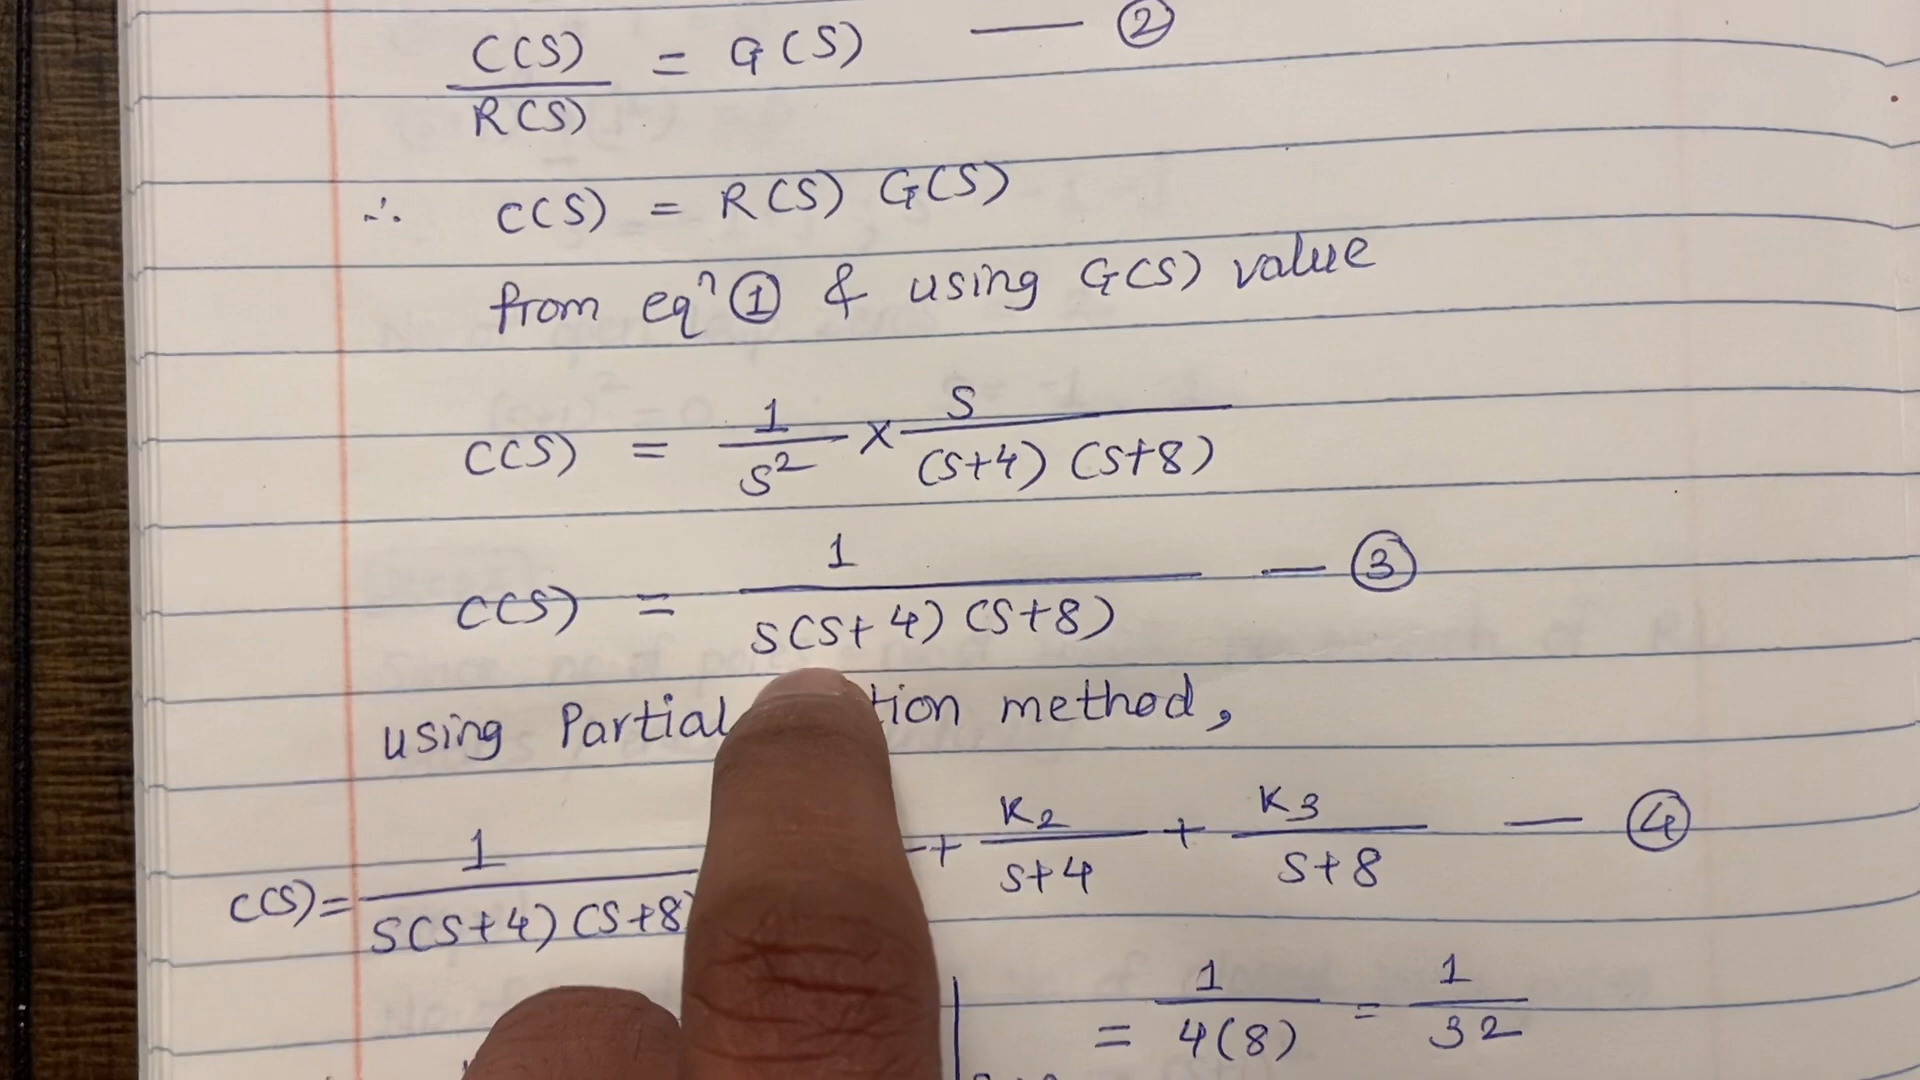 C(S) / R(S) = G(S) — ②
∴ C(S) = R(S) G(S)
from eqⁿ ① & using G(S) value
C(S) = 1/S² × S/((S+4)(S+8))
C(S) = 1/(S(S+4)(S+8)) — ③
using Partial tion method,
C(S) = 1/(S(S+4)(S+8) + K2/(S+4) + K3/(S+8) — ④
= 1/(4(8)) = 1/32